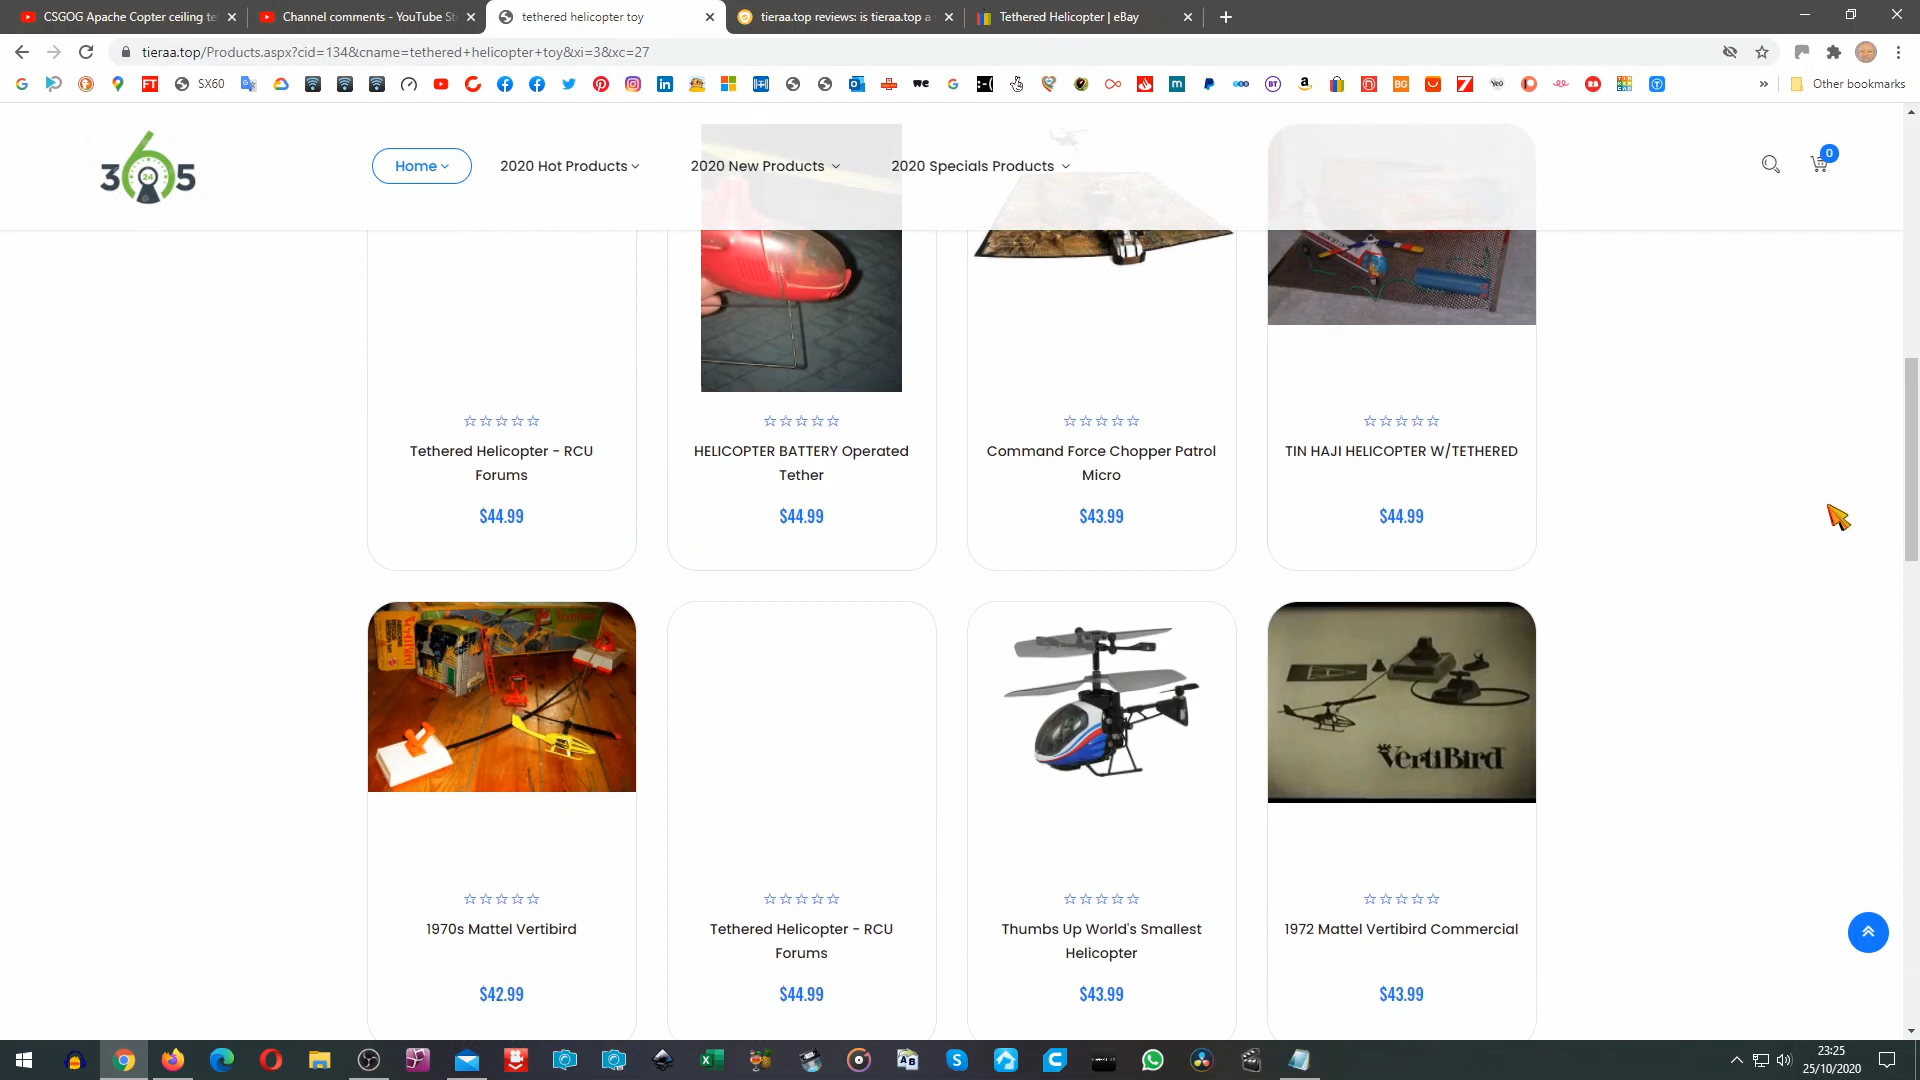 CSGOG Apache Copter ceiling te
Channel comments - YouTube St
tethered helicopter toy
tieraa.top reviews: is tieraa.top a
Tethered Helicopter | eBay
tieraa.top/Products.aspx?cid=134&cname=tethered+helicopter+toy&xi=3&xc=27
SX60
Other bookmarks
365
24
Home
2020 Hot Products
2020 New Products
2020 Specials Products
0
Tethered Helicopter - RCU
Forums
$44.99
HELICOPTER BATTERY Operated
Tether
$44.99
Command Force Chopper Patrol
Micro
$43.99
TIN HAJI HELICOPTER W/TETHERED
$44.99
VertiBird
1970s Mattel Vertibird
$42.99
Tethered Helicopter - RCU
Forums
$44.99
Thumbs Up World's Smallest
Helicopter
$43.99
1972 Mattel Vertibird Commercial
$43.99
23:25
25/10/2020